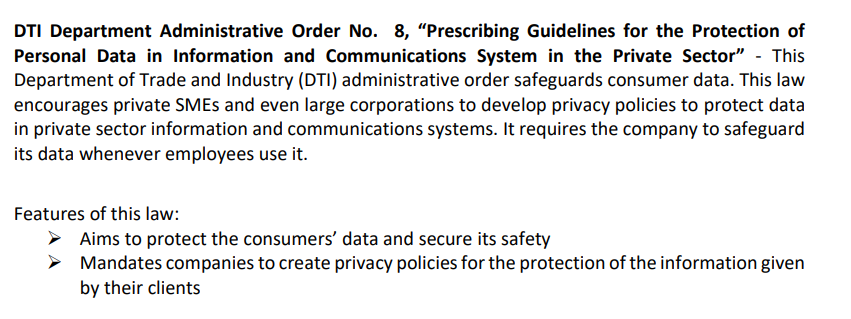 DTI Department Administrative Order No. 8, “Prescribing Guidelines for the Protection of
Personal Data in Information and Communications System in the Private Sector” - This
Department of Trade and Industry (DTI) administrative order safeguards consumer data. This law
encourages private SMEs and even large corporations to develop privacy policies to protect data
in private sector information and communications systems. It requires the company to safeguard
its data whenever employees use it.
Features of this law:
➢ Aims to protect the consumers’ data and secure its safety
➢ Mandates companies to create privacy policies for the protection of the information given
by their clients